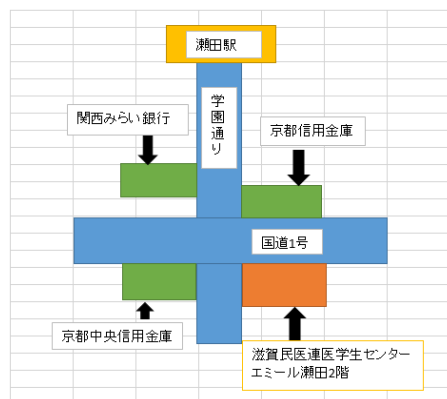 瀬田駅
学園通り
関西みらい銀行
京都信用金庫
国道1号
京都中央信用金庫
滋賀民医連医学生センター
エミール瀬田2階